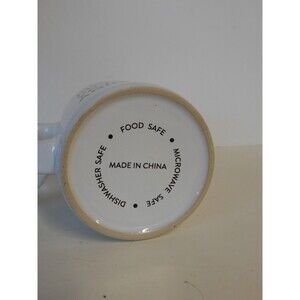 FOOD SAFE
MICROWAVE SAFE
DISHWASHER SAFE
MADE IN CHINA